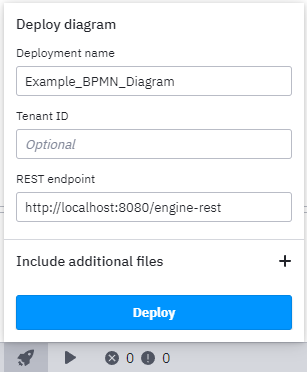 Deploy diagram
Deployment name
Example_BPMN_Diagram
Tenant ID
Optional
REST endpoint
http://localhost:8080/engine-rest
Include additional files
Deploy
0 0